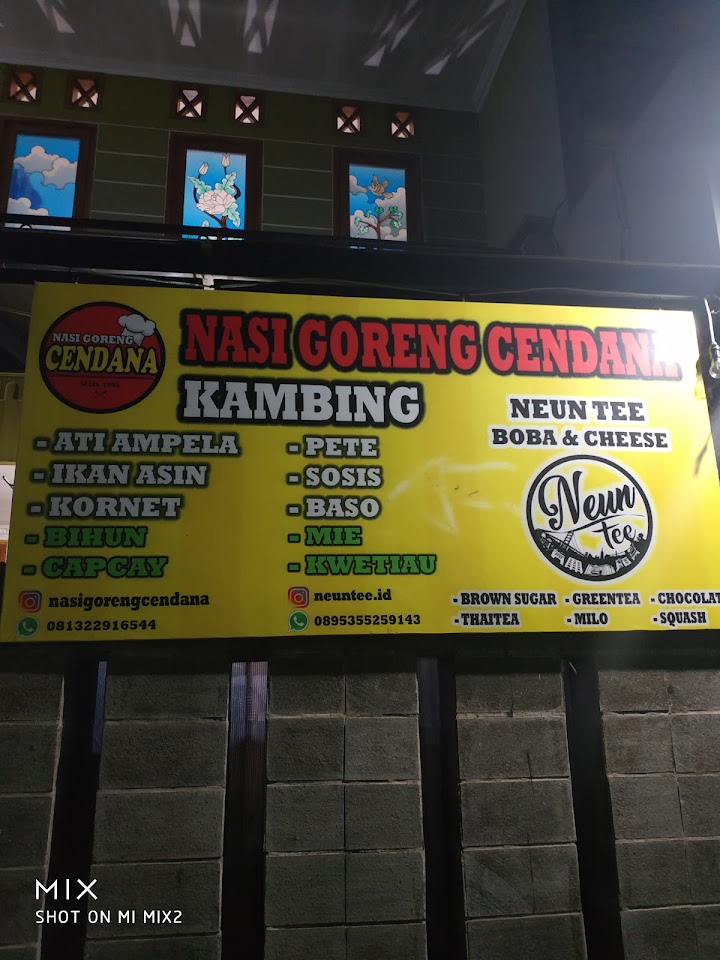 NASI GORENG
CENDANA
NASI GORENG CENDANA
KAMBING
- ATI AMPELA
- IKAN ASIN
- KORNET
- BIHUN
- CAPCAY
- PETE
- SOSIS
- BASO
- MIE
- KWETIAU
nasigorengcendana
081322916544
neuntee.id
0895355259143
NEUN TEE
BOBA & CHEESE
Neun
tee
- BROWN SUGAR - GREENTEA - CHOCOLAT
- THAITEA - MILO - SQUASH
MIX
SHOT ON MI MIX2